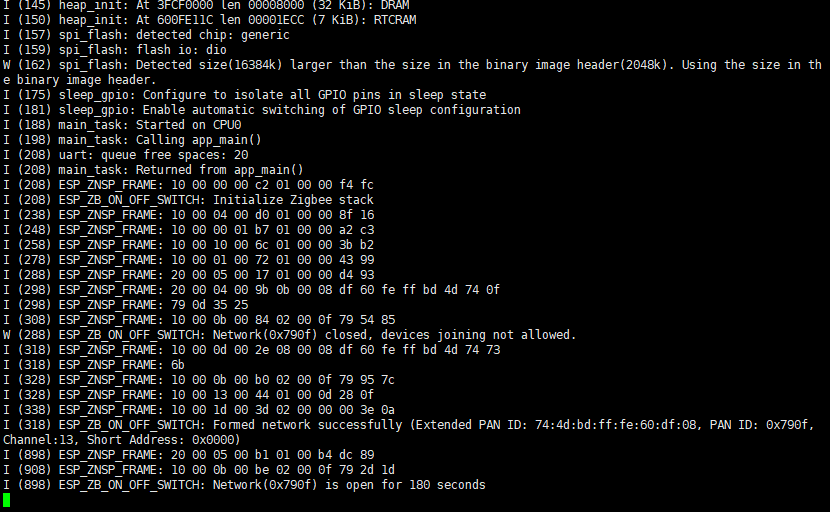 I (145) heap_init: At 3FCF0000 len 00008000 (32 KiB): DRAM
I (150) heap_init: At 600FE11C len 00001ECC (7 KiB): RTCRAM
I (157) spi_flash: detected chip: generic
I (159) spi_flash: flash io: dio
W (162) spi_flash: Detected size(16384k) larger than the size in the binary image header(2048k). Using the size in th
e binary image header.
I (175) sleep_gpio: Configure to isolate all GPIO pins in sleep state
I (181) sleep_gpio: Enable automatic switching of GPIO sleep configuration
I (188) main_task: Started on CPU0
I (198) main_task: Calling app_main()
I (208) uart: queue free spaces: 20
I (208) main_task: Returned from app_main()
I (208) ESP_ZNSP_FRAME: 10 00 00 00 c2 01 00 00 f4 fc
I (208) ESP_ZB_ON_OFF_SWITCH: Initialize Zigbee stack
I (238) ESP_ZNSP_FRAME: 10 00 04 00 d0 01 00 00 8f 16
I (248) ESP_ZNSP_FRAME: 10 00 00 01 b7 01 00 00 a2 c3
I (258) ESP_ZNSP_FRAME: 10 00 10 00 6c 01 00 00 3b b2
I (278) ESP_ZNSP_FRAME: 10 00 01 00 72 01 00 00 43 99
I (288) ESP_ZNSP_FRAME: 20 00 05 00 17 01 00 00 d4 93
I (298) ESP_ZNSP_FRAME: 20 00 04 00 9b 0b 00 08 df 60 fe ff bd 4d 74 0f
I (298) ESP_ZNSP_FRAME: 79 0d 35 25
I (308) ESP_ZNSP_FRAME: 10 00 0b 00 84 02 00 0f 79 54 85
W (288) ESP_ZB_ON_OFF_SWITCH: Network(0x790f) closed, devices joining not allowed.
I (318) ESP_ZNSP_FRAME: 10 00 0d 00 2e 08 00 08 df 60 fe ff bd 4d 74 73
I (318) ESP_ZNSP_FRAME: 6b
I (328) ESP_ZNSP_FRAME: 10 00 0b 00 b0 02 00 0f 79 95 7c
I (328) ESP_ZNSP_FRAME: 10 00 13 00 44 01 00 0d 28 0f
I (338) ESP_ZNSP_FRAME: 10 00 1d 00 3d 02 00 00 00 3e 0a
I (318) ESP_ZB_ON_OFF_SWITCH: Formed network successfully (Extended PAN ID: 74:4d:bd:ff:fe:60:df:08, PAN ID: 0x790f,
Channel:13, Short Address: 0x0000)
I (898) ESP_ZNSP_FRAME: 20 00 05 00 b1 01 00 b4 dc 89
I (908) ESP_ZNSP_FRAME: 10 00 0b 00 be 02 00 0f 79 2d 1d
I (898) ESP_ZB_ON_OFF_SWITCH: Network(0x790f) is open for 180 seconds